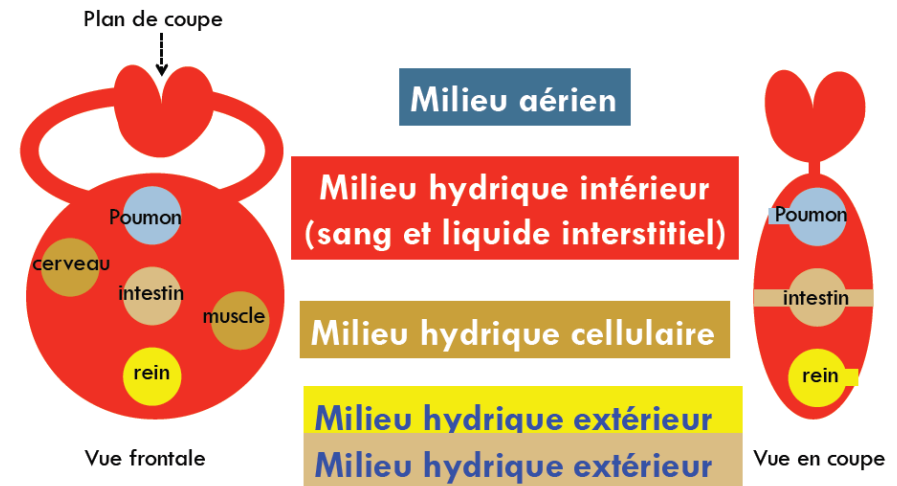 Plan de coupe
Milieu aérien
Milieu hydrique intérieur
(sang et liquide interstitiel)
Poumon
cerveau
intestin
muscle
rein
Milieu hydrique cellulaire
Poumon
intestin
rein
Milieu hydrique extérieur
Milieu hydrique extérieur
Vue frontale
Vue en coupe